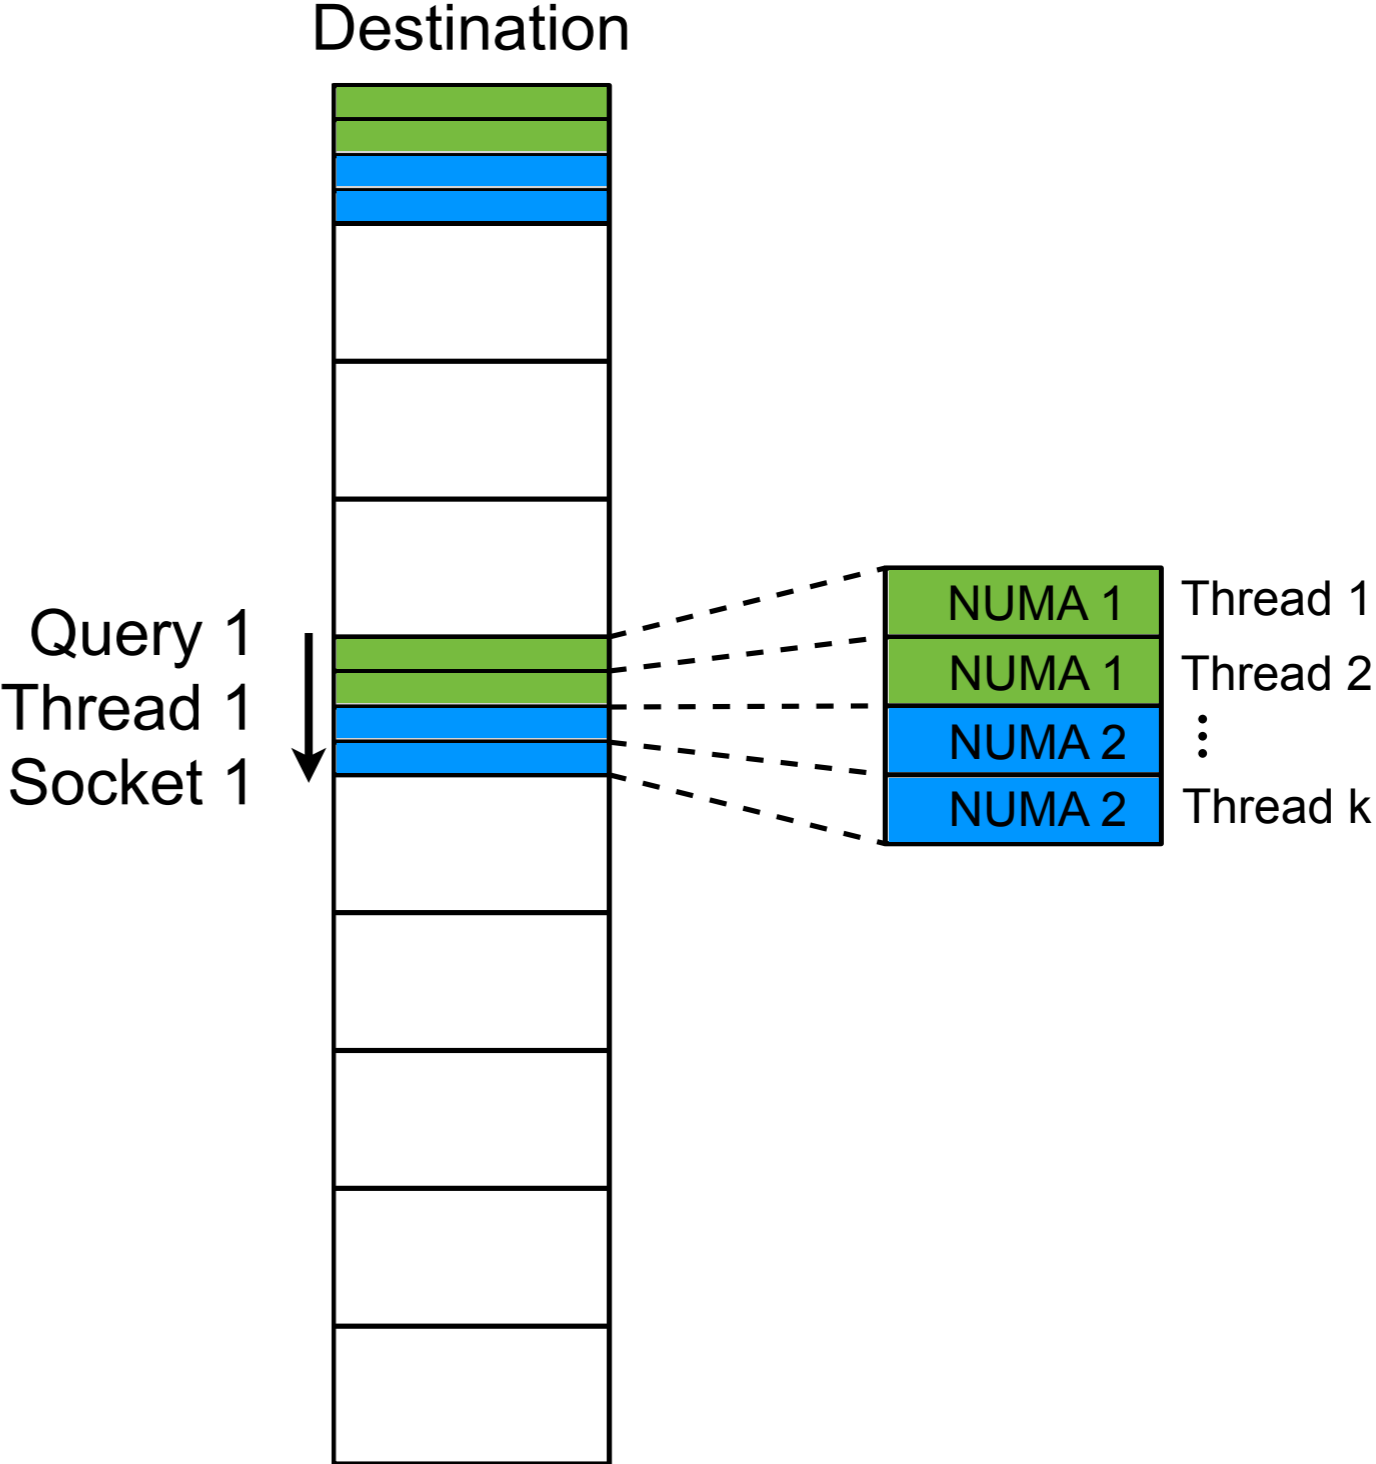 Destination
Query 1
Thread 1
Socket 1
NUMA 1 Thread 1
NUMA 1 Thread 2
NUMA 2 ⋮
NUMA 2 Thread k